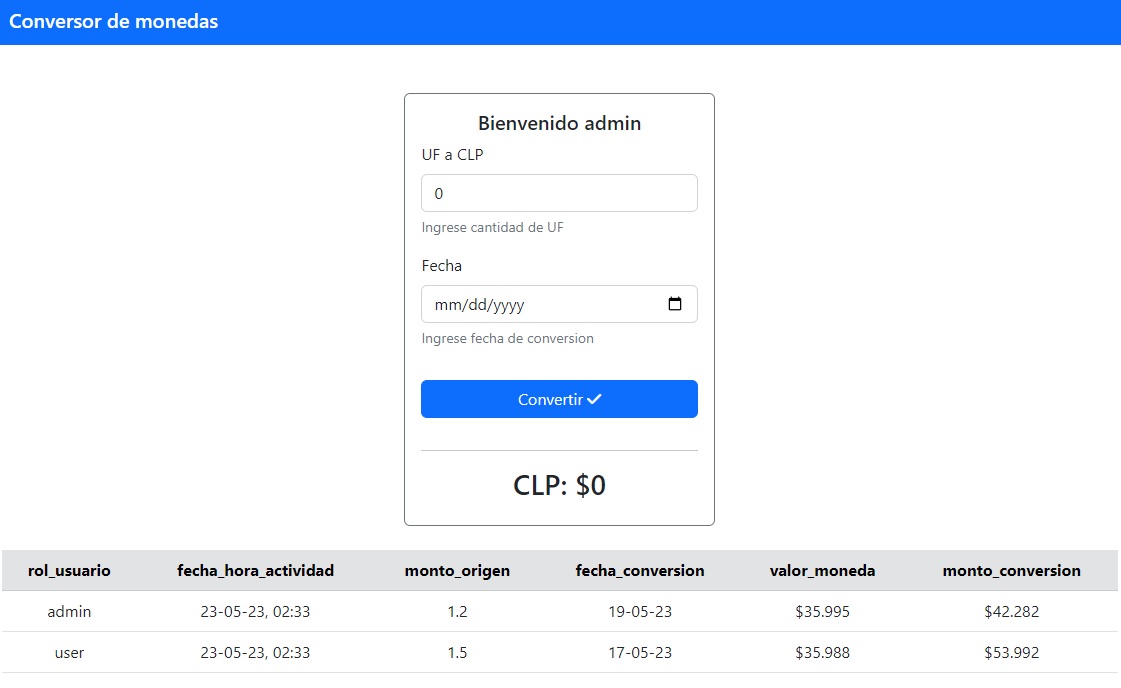 Conversor de monedas
Bienvenido admin
UF a CLP
0
Ingrese cantidad de UF
Fecha
mm/dd/yyyy
Ingrese fecha de conversion
Convertir
CLP: $0
rol_usuario fecha_hora_actividad monto_origen fecha_conversion valor_moneda monto_conversion
admin 23-05-23, 02:33 1.2 19-05-23 $35.995 $42.282
user 23-05-23, 02:33 1.5 17-05-23 $35.988 $53.992